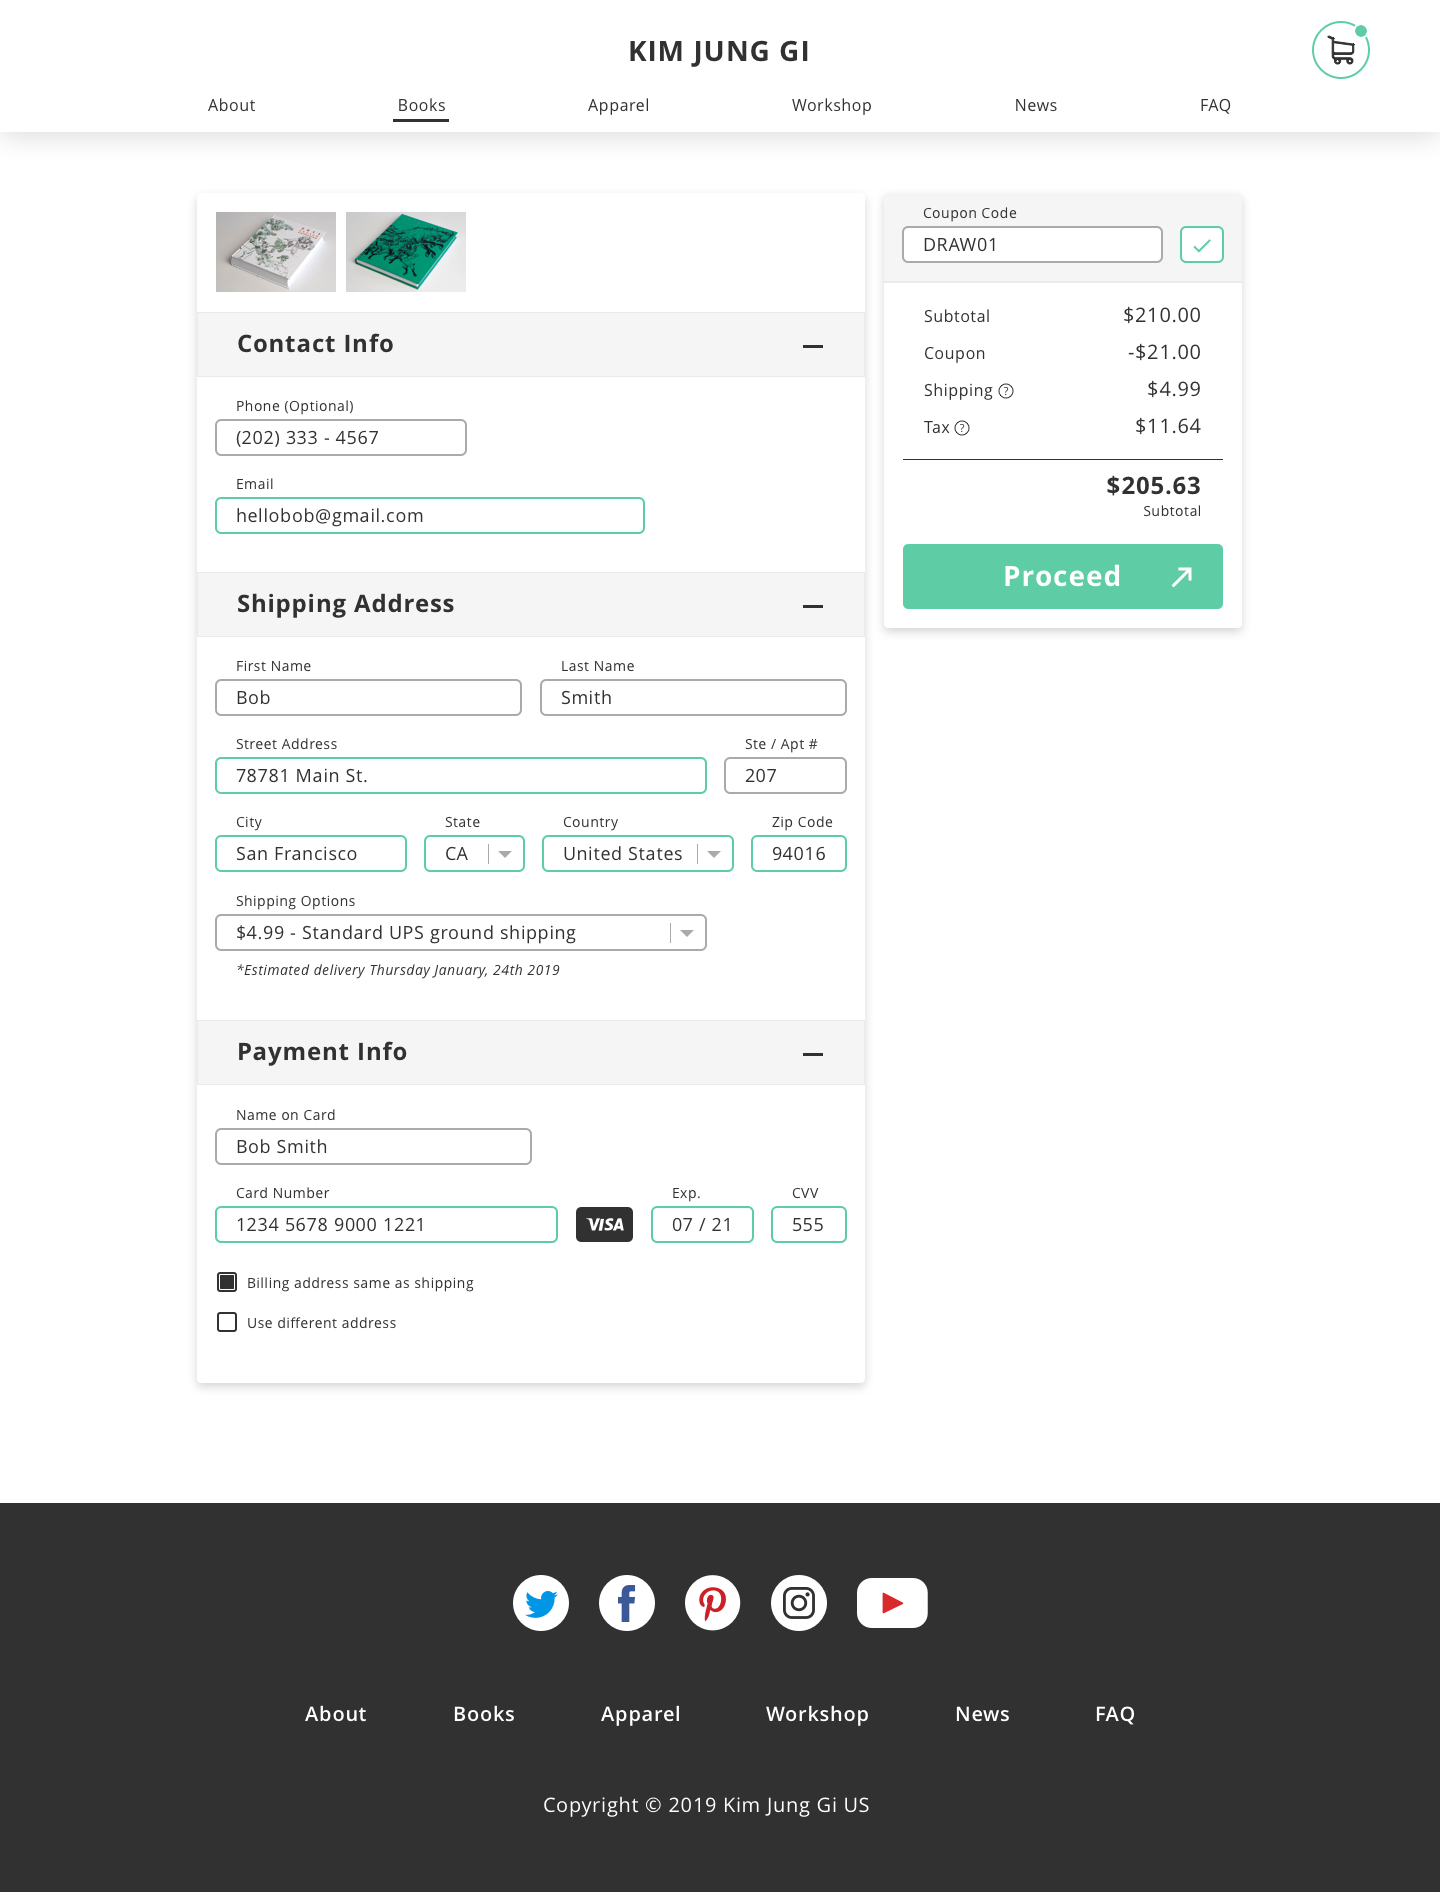 KIM JUNG GI
About Books Apparel Workshop News FAQ
Coupon Code
DRAW01
Subtotal $210.00
Coupon -$21.00
Shipping ? $4.99
Tax ? $11.64
$205.63
Subtotal
Proceed
Contact Info
Phone (Optional)
(202) 333 - 4567
Email
hellobob@gmail.com
Shipping Address
First Name Last Name
Bob Smith
Street Address Ste / Apt #
78781 Main St. 207
City State Country Zip Code
San Francisco CA United States 94016
Shipping Options
$4.99 - Standard UPS ground shipping
*Estimated delivery Thursday January, 24th 2019
Payment Info
Name on Card
Bob Smith
Card Number Exp. CVV
1234 5678 9000 1221 VISA 07 / 21 555
Billing address same as shipping
Use different address
About Books Apparel Workshop News FAQ
Copyright © 2019 Kim Jung Gi US